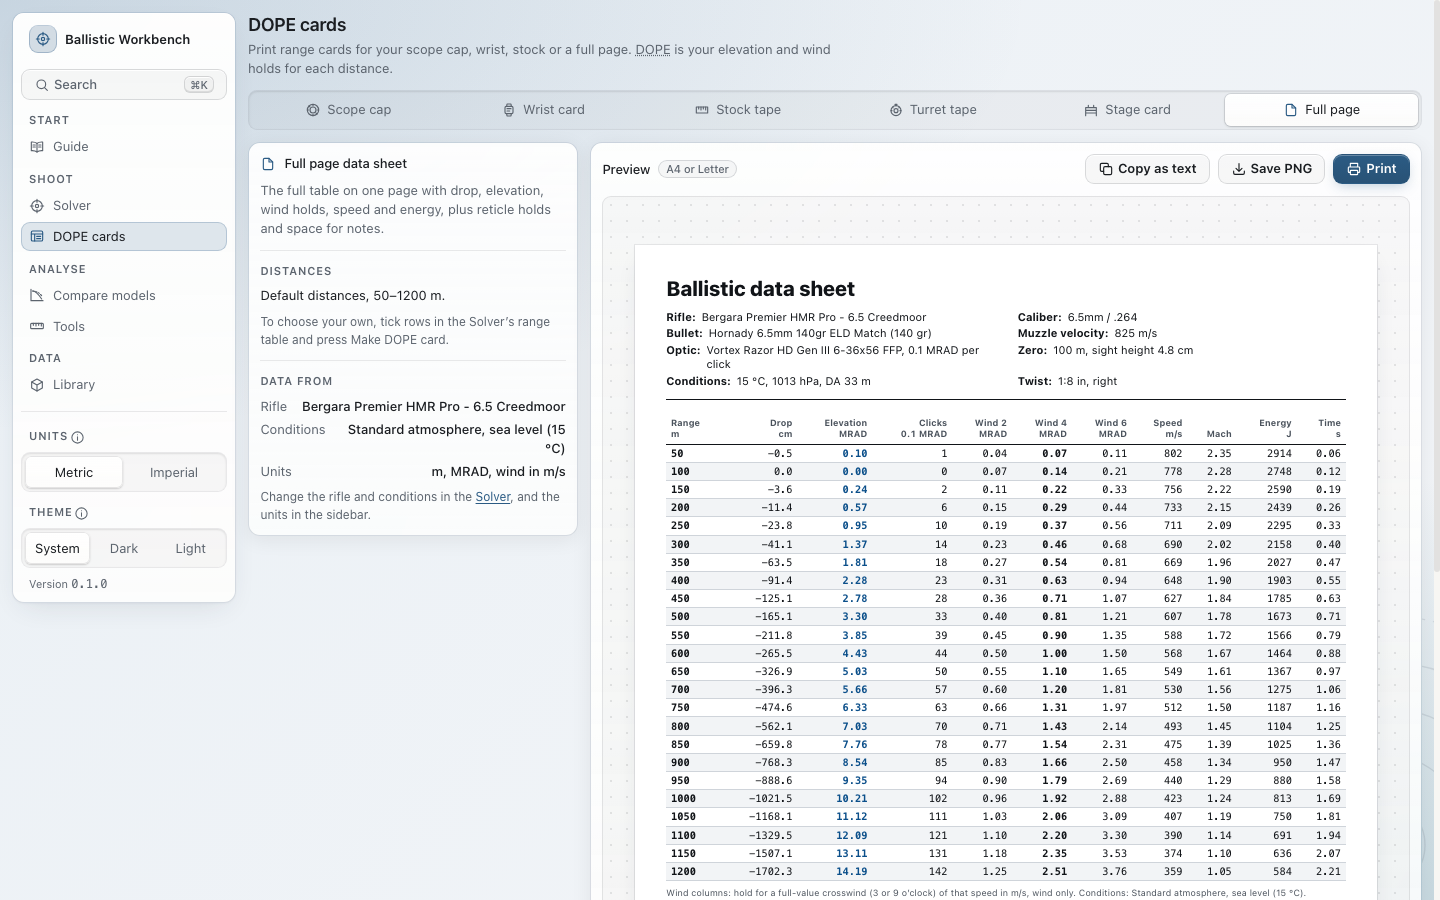 Ballistic Workbench
Search ⌘K
START
Guide
SHOOT
Solver
DOPE cards
ANALYSE
Compare models
Tools
DATA
Library
UNITS
Metric Imperial
THEME
System Dark Light
Version 0.1.0
DOPE cards
Print range cards for your scope cap, wrist, stock or a full page. DOPE is your elevation and wind
holds for each distance.
Scope cap Wrist card Stock tape Turret tape Stage card Full page
Full page data sheet
The full table on one page with drop, elevation,
wind holds, speed and energy, plus reticle holds
and space for notes.
DISTANCES
Default distances, 50–1200 m.
To choose your own, tick rows in the Solver's range
table and press Make DOPE card.
DATA FROM
Rifle Bergara Premier HMR Pro - 6.5 Creedmoor
Conditions Standard atmosphere, sea level (15
°C)
Units m, MRAD, wind in m/s
Change the rifle and conditions in the Solver, and the
units in the sidebar.
Preview A4 or Letter Copy as text Save PNG Print
Ballistic data sheet
Rifle: Bergara Premier HMR Pro - 6.5 Creedmoor Caliber: 6.5mm / .264
Bullet: Hornady 6.5mm 140gr ELD Match (140 gr) Muzzle velocity: 825 m/s
Optic: Vortex Razor HD Gen III 6-36x56 FFP, 0.1 MRAD per Zero: 100 m, sight height 4.8 cm
click
Conditions: 15 °C, 1013 hPa, DA 33 m Twist: 1:8 in, right
Range Drop Elevation Clicks Wind 2 Wind 4 Wind 6 Speed Energy Time
m cm MRAD 0.1 MRAD MRAD MRAD MRAD m/s Mach J s
50 −0.5 0.10 1 0.04 0.07 0.11 802 2.35 2914 0.06
100 0.0 0.00 0 0.07 0.14 0.21 778 2.28 2748 0.12
150 −3.6 0.24 2 0.11 0.22 0.33 756 2.22 2590 0.19
200 −11.4 0.57 6 0.15 0.29 0.44 733 2.15 2439 0.26
250 −23.8 0.95 10 0.19 0.37 0.56 711 2.09 2295 0.33
300 −41.1 1.37 14 0.23 0.46 0.68 690 2.02 2158 0.40
350 −63.5 1.81 18 0.27 0.54 0.81 669 1.96 2027 0.47
400 −91.4 2.28 23 0.31 0.63 0.94 648 1.90 1903 0.55
450 −125.1 2.78 28 0.36 0.71 1.07 627 1.84 1785 0.63
500 −165.1 3.30 33 0.40 0.81 1.21 607 1.78 1673 0.71
550 −211.8 3.85 39 0.45 0.90 1.35 588 1.72 1566 0.79
600 −265.5 4.43 44 0.50 1.00 1.50 568 1.67 1464 0.88
650 −326.9 5.03 50 0.55 1.10 1.65 549 1.61 1367 0.97
700 −396.3 5.66 57 0.60 1.20 1.81 530 1.56 1275 1.06
750 −474.6 6.33 63 0.66 1.31 1.97 512 1.50 1187 1.16
800 −562.1 7.03 70 0.71 1.43 2.14 493 1.45 1104 1.25
850 −659.8 7.76 78 0.77 1.54 2.31 475 1.39 1025 1.36
900 −768.3 8.54 85 0.83 1.66 2.50 458 1.34 950 1.47
950 −888.6 9.35 94 0.90 1.79 2.69 440 1.29 880 1.58
1000 −1021.5 10.21 102 0.96 1.92 2.88 423 1.24 813 1.69
1050 −1168.1 11.12 111 1.03 2.06 3.09 407 1.19 750 1.81
1100 −1329.5 12.09 121 1.10 2.20 3.30 390 1.14 691 1.94
1150 −1507.1 13.11 131 1.18 2.35 3.53 374 1.10 636 2.07
1200 −1702.3 14.19 142 1.25 2.51 3.76 359 1.05 584 2.21
Wind columns: hold for a full-value crosswind (3 or 9 o'clock) of that speed in m/s, wind only. Conditions: Standard atmosphere, sea level (15 °C).